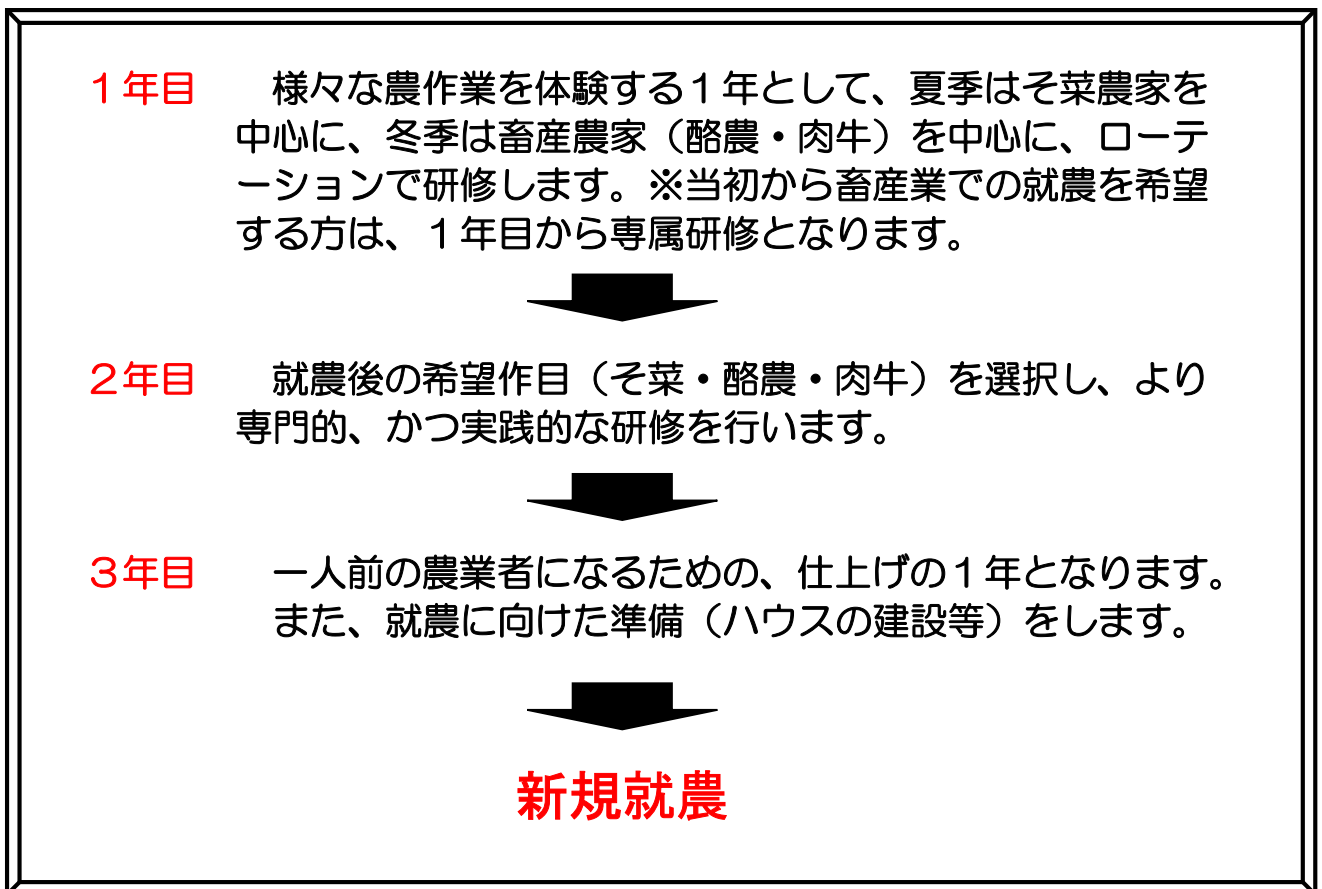 １年目　様々な農作業を体験する１年として、夏季はそ菜農家を
中心に、冬季は畜産農家（酪農・肉牛）を中心に、ローテ
ーションで研修します。※当初から畜産業での就農を希望
する方は、１年目から専属研修となります。
２年目　就農後の希望作目（そ菜・酪農・肉牛）を選択し、より
専門的、かつ実践的な研修を行います。
３年目　一人前の農業者になるための、仕上げの１年となります。
また、就農に向けた準備（ハウスの建設等）をします。
新規就農